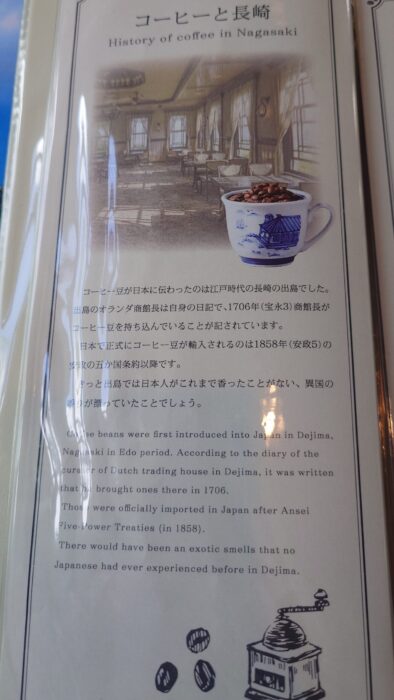 コーヒーと長崎
History of coffee in Nagasaki
コーヒー豆が日本に伝わったのは江戸時代の長崎の出島でした。
出島のオランダ商館長は自身の日記で、1706年(宝永3)商館長が
コーヒー豆を持ち込んでいることが記されています。
日本で正式にコーヒー豆が輸入されるのは1858年(安政5)の
安政の五か国条約以降です。
きっと出島では日本人がこれまで香ったことがない、異国の
香りが漂っていたことでしょう。
Coffee beans were first introduced into Japan in Dejima,
Nagasaki in Edo period. According to the diary of the
curator of Dutch trading house in Dejima, it was written
that he brought ones there in 1706.
Those were officially imported in Japan after Ansei
Five-Power Treaties (in 1858).
There would have been an exotic smells that no
Japanese had ever experienced before in Dejima.